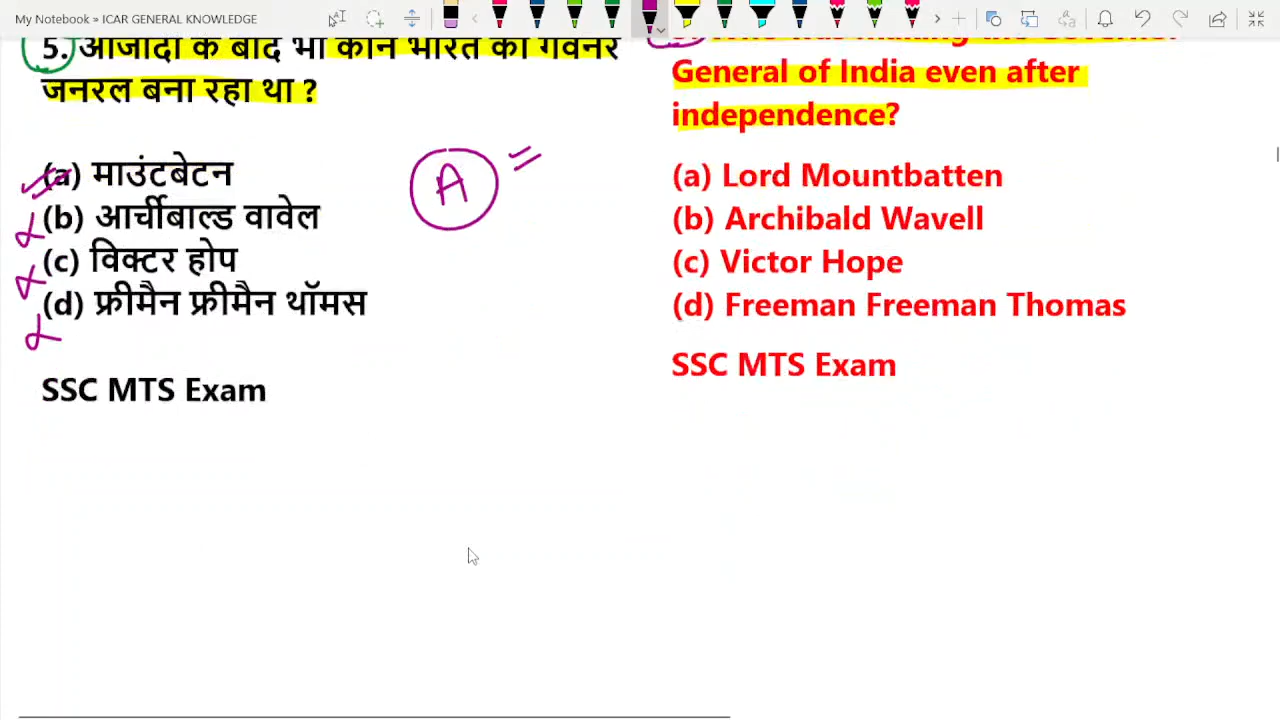 My Notebook » ICAR GENERAL KNOWLEDGE
5. आजादी के बाद भी कौन भारत का गवर्नर
जनरल बना रहा था ?
(a) माउंटबेटन
(b) आर्चीबाल्ड वावेल
(c) विक्टर होप
(d) फ्रीमैन फ्रीमैन थॉमस
A
SSC MTS Exam
General of India even after
independence?
(a) Lord Mountbatten
(b) Archibald Wavell
(c) Victor Hope
(d) Freeman Freeman Thomas
SSC MTS Exam